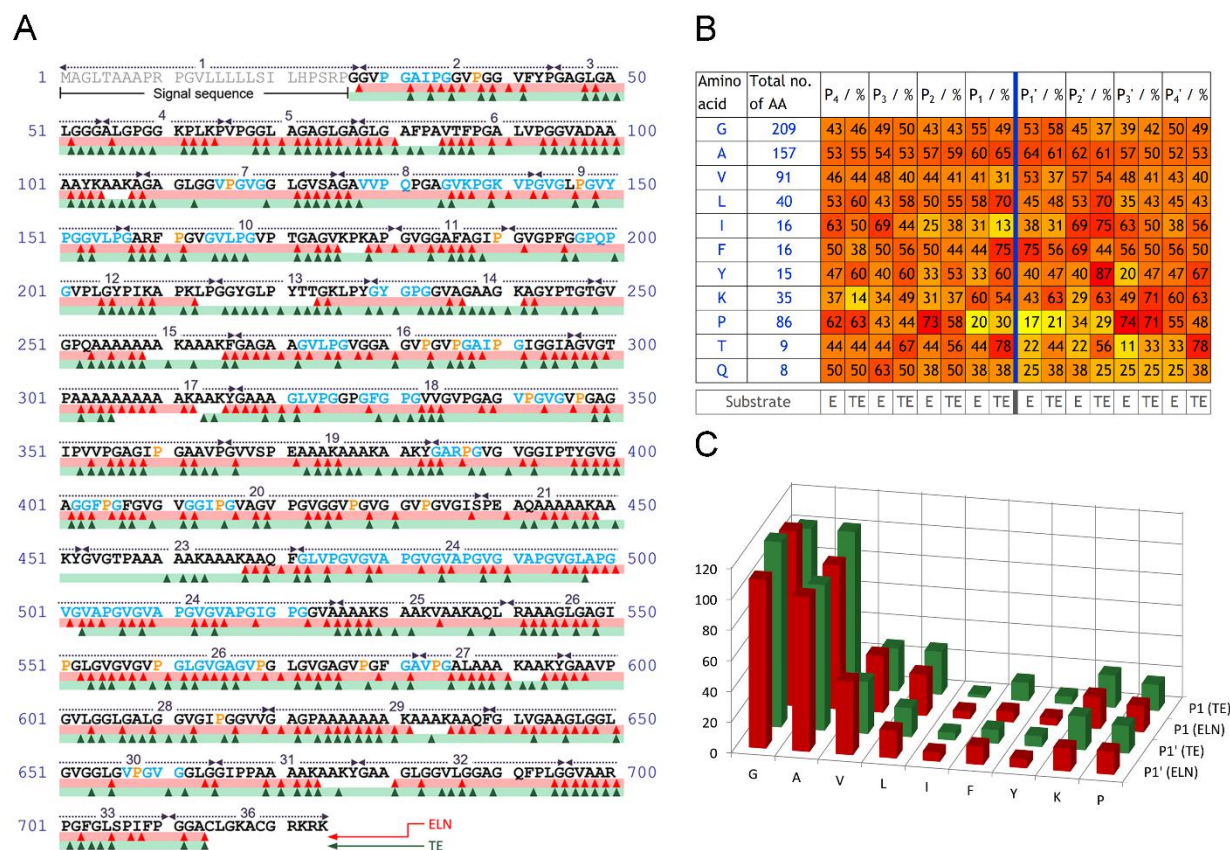 A
1
1 2 3
MAGLTAAAPR PGVLLLLLSI LHPSRPGGVP GAIPGGVPGG VFYPGAGLGA
50
Signal sequence
4 5 6
51 LGGGALGPGG KPLKPVPGGL AGAGLGAGLG AFPAVTFPGA LVPGGVADAA 100
7 8 9
101 AAYKAAKAGA GLGGVPGVGG LGVSAGAVVP QPGAGVKPGK VPGVGLPGVY 150
10 11
151 PGGVLPGARF PGVGVLPGVP TGAGVKPKAP GVGGAFAGIP GVGPFGGPQP 200
12 13 14
201 GVPLGYPIKA PKLPGGYGLP YTTGKLPYGY GPGGVAGAAG KAGYPTGTGV 250
15 16
251 GPQAAAAAAA KAAAKFGAGA AGVLPGVGGA GVPGVPGAIP GIGGIAGVGT 300
17 18
301 PAAAAAAAAA AKAAKYGAAA GLVPGGPGFG PGVVGVPGAG VPGVGVPGAG 350
19
351 IPVVPGAGIP GAAVPGVVSP EAAAKAAAKA AKYGARPGVG VGGIPTYGVG 400
20 21
401 AGGFPGFGVG VGGIPGVAGV PGVGGVPGVG GVPGVGISPE AQAAAAAKAA 450
23 24
451 KYGVGTPAAA AAKAAAKAAQ FGLVPGVGVA PGVGVAPGVG VAPGVGLAPG 500
24 25 26
501 VGVAPGVGVA PGVGVAPGIG PGGVAAAAKS AAKVAAKAQL RAAAGLGAGI 550
26 27
551 PGLGVGVGVP GLGVGAGVPG LGVGAGVPGF GAVPGALAAA KAAKYGAAVP 600
28 29
601 GVLGGLGALG GVGIPGGVVG AGPAAAAAAA KAAAKAAQFG LVGAAGLGGL 650
30 31 32
651 GVGGLGVPGV GGLGGIPPAA AAKAAKYGAA GLGGVLGGAG QFPLGGVAAR 700
33 36
701 PGFGLSPIFP GGACLGKACG RKRK
ELN
TE
B
Amino acid Total no. of AA P4 / % P3 / % P2 / % P1 / % P1' / % P2' / % P3' / % P4' / %
G 209 43 46 49 50 43 43 55 49 53 58 45 37 39 42 50 49
A 157 53 55 54 53 57 59 60 65 64 61 62 61 57 50 52 53
V 91 46 44 48 40 44 41 41 31 53 37 57 54 48 41 43 40
L 40 53 60 43 58 50 55 58 70 45 48 53 70 35 43 45 43
I 16 63 50 69 44 25 38 31 13 38 31 69 75 63 50 38 56
F 16 50 38 50 56 50 44 44 75 75 56 69 44 56 50 56 50
Y 15 47 60 40 60 33 53 33 60 40 47 40 87 20 47 47 67
K 35 37 14 34 49 31 37 60 54 43 63 29 63 49 71 60 63
P 86 62 63 43 44 73 58 20 30 17 21 34 29 74 71 55 48
T 9 44 44 44 67 44 56 44 78 22 44 22 56 11 33 33 78
Q 8 50 50 63 50 38 50 38 38 25 38 25 38 25 38 25 38
Substrate E TE E TE E TE E TE E TE E TE E TE E TE
C
120
100
80
60
40
20
0
G A V L I F Y K P
P1 (TE)
P1 (ELN)
P1' (TE)
P1' (ELN)